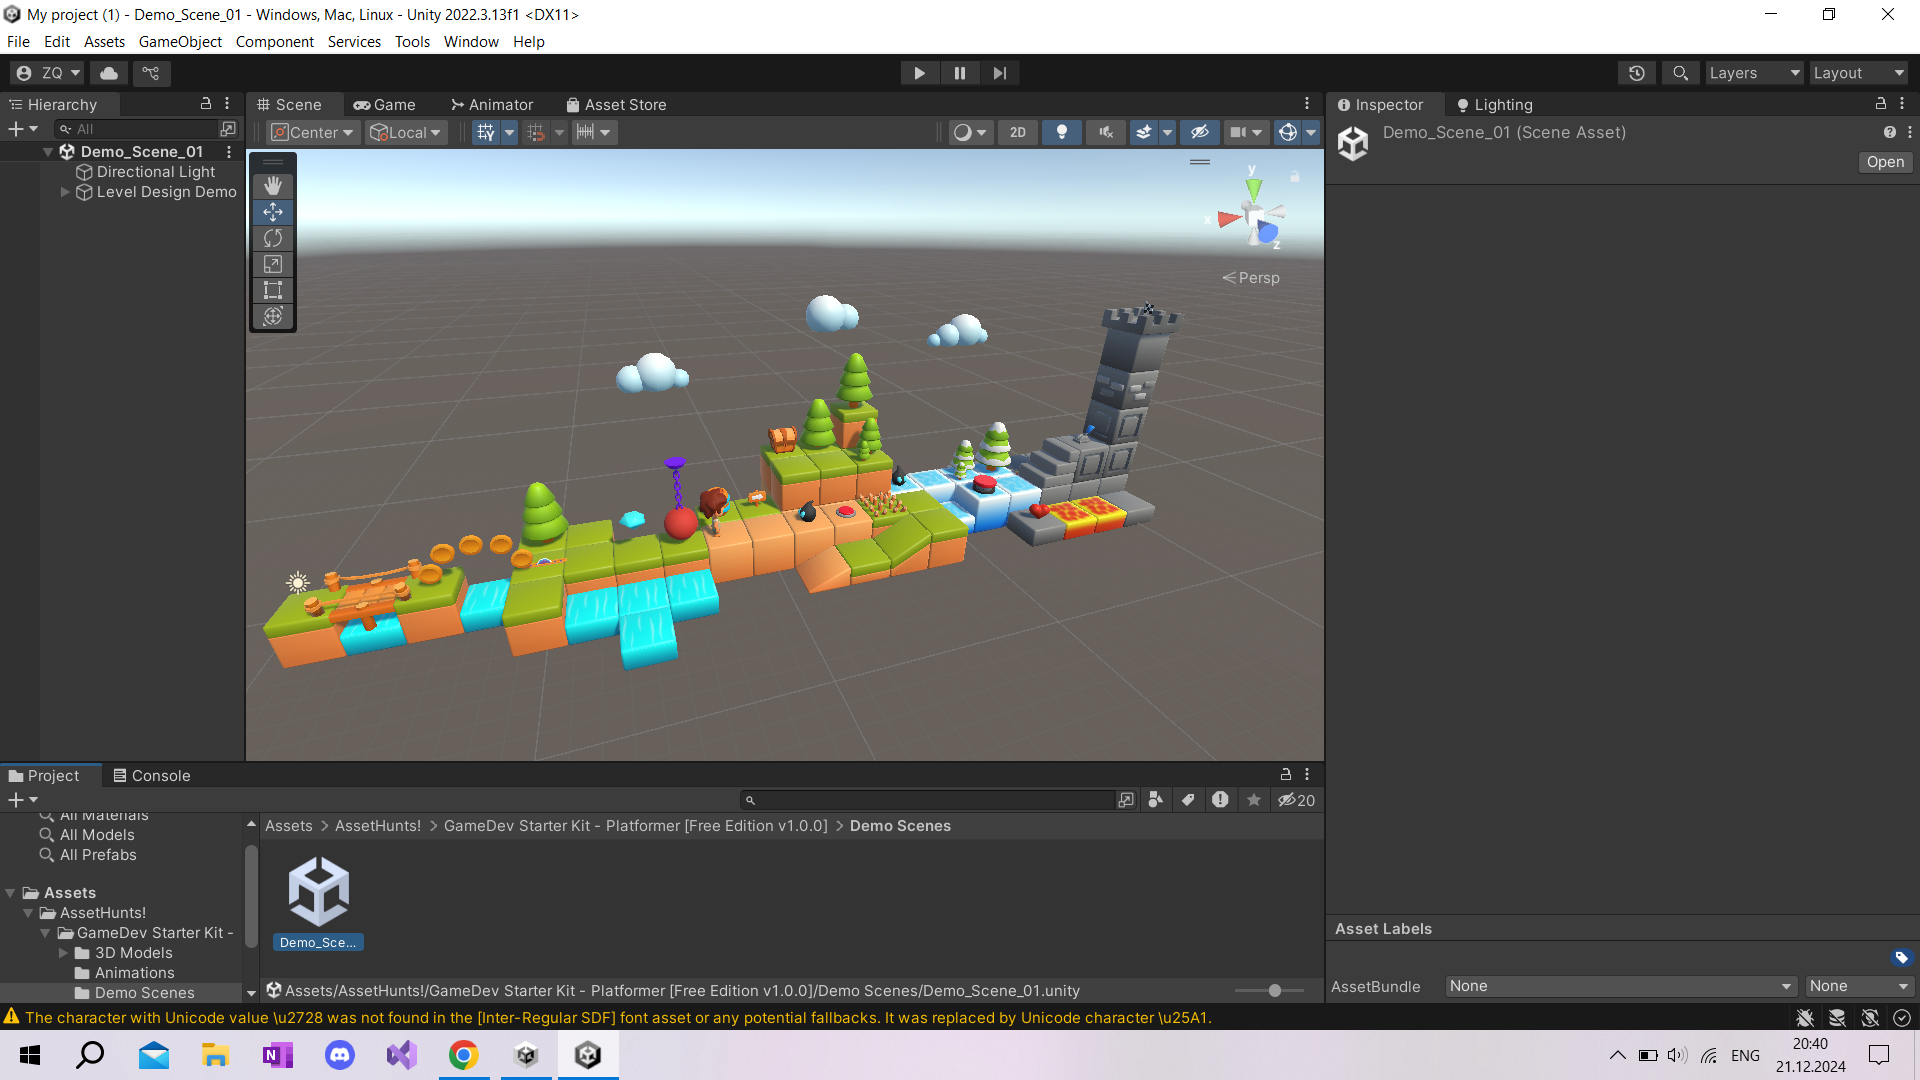 My project (1) - Demo_Scene_01 - Windows, Mac, Linux - Unity 2022.3.13f1 <DX11>
File Edit Assets GameObject Component Services Tools Window Help
ZQ Layers Layout
Hierarchy Scene Game Animator Asset Store Inspector Lighting
All Center Local 2D Demo_Scene_01 (Scene Asset)
Demo_Scene_01
Open
Directional Light
Level Design Demo
y
x
z
Persp
Project Console
20
All Materials
All Models
All Prefabs
Assets > AssetHunts! > GameDev Starter Kit - Platformer [Free Edition v1.0.0] > Demo Scenes
Assets
AssetHunts!
GameDev Starter Kit -
3D Models
Animations
Demo Scenes
Demo_Sce...
Assets/AssetHunts!/GameDev Starter Kit - Platformer [Free Edition v1.0.0]/Demo Scenes/Demo_Scene_01.unity
Asset Labels
AssetBundle None None
The character with Unicode value \u2728 was not found in the [Inter-Regular SDF] font asset or any potential fallbacks. It was replaced by Unicode character \u25A1.
ENG
20:40
21.12.2024